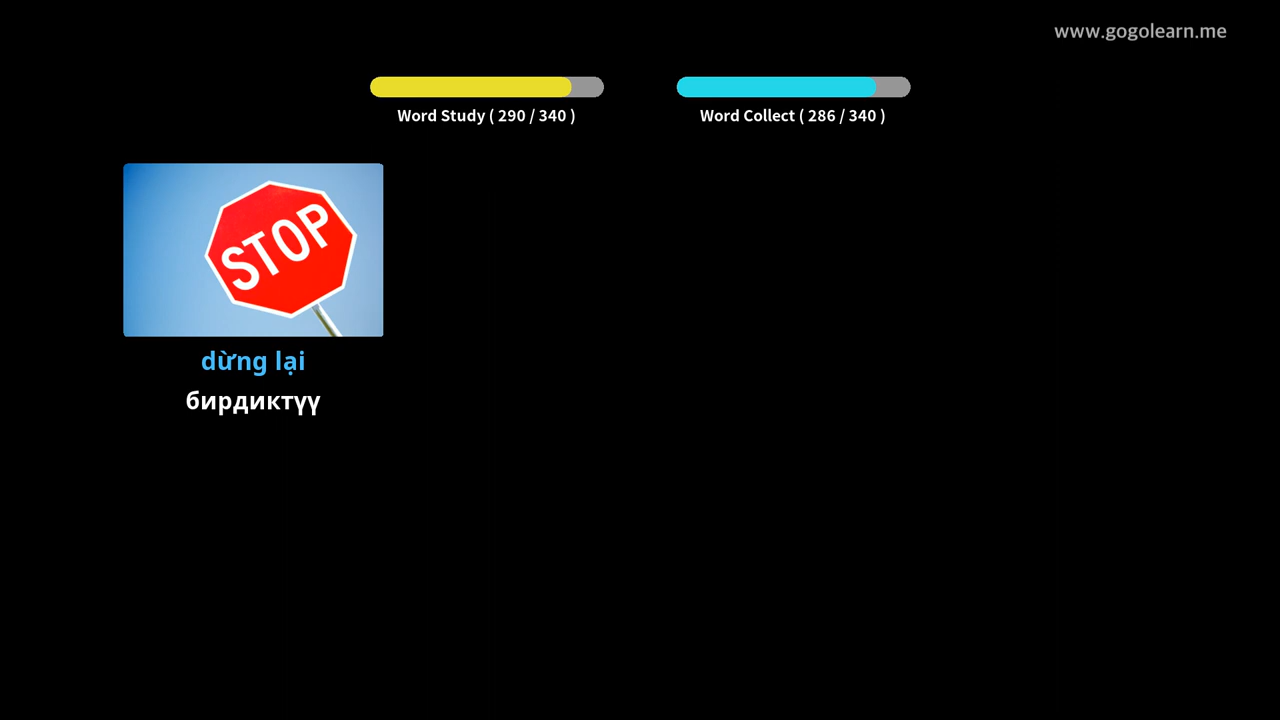 www.gogolearn.me
Word Study ( 290 / 340 )
Word Collect ( 286 / 340 )
STOP
dừng lại
бирдиктүү